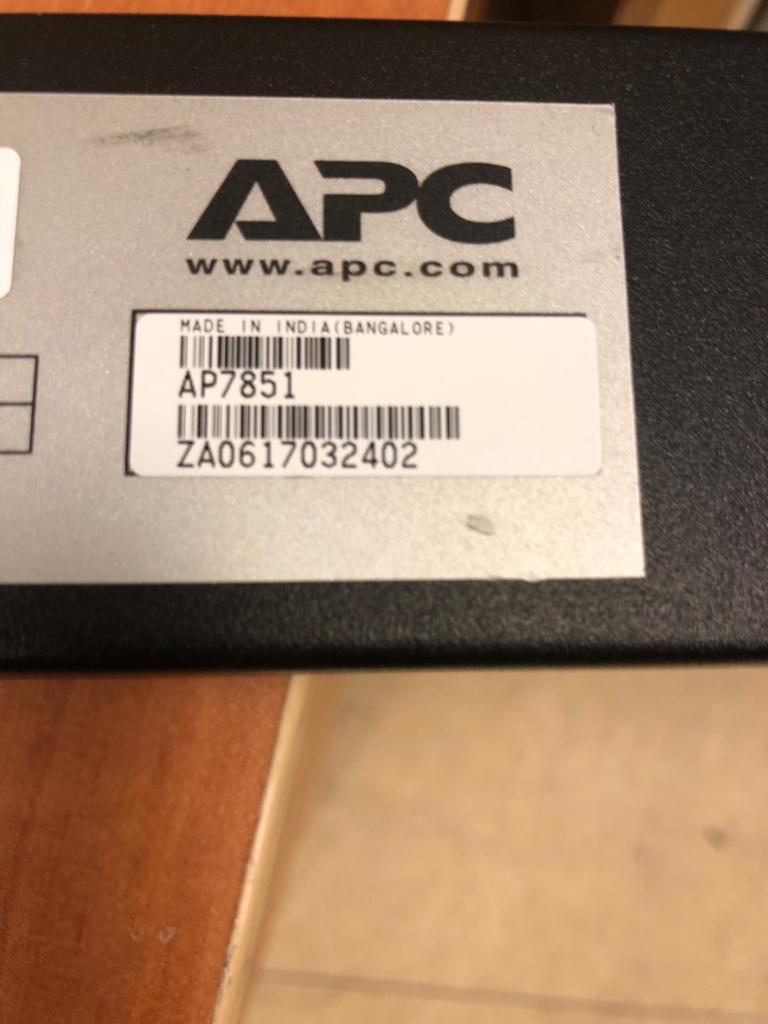 APC
www.apc.com
MADE IN INDIA(BANGALORE)
AP7851
ZA0617032402